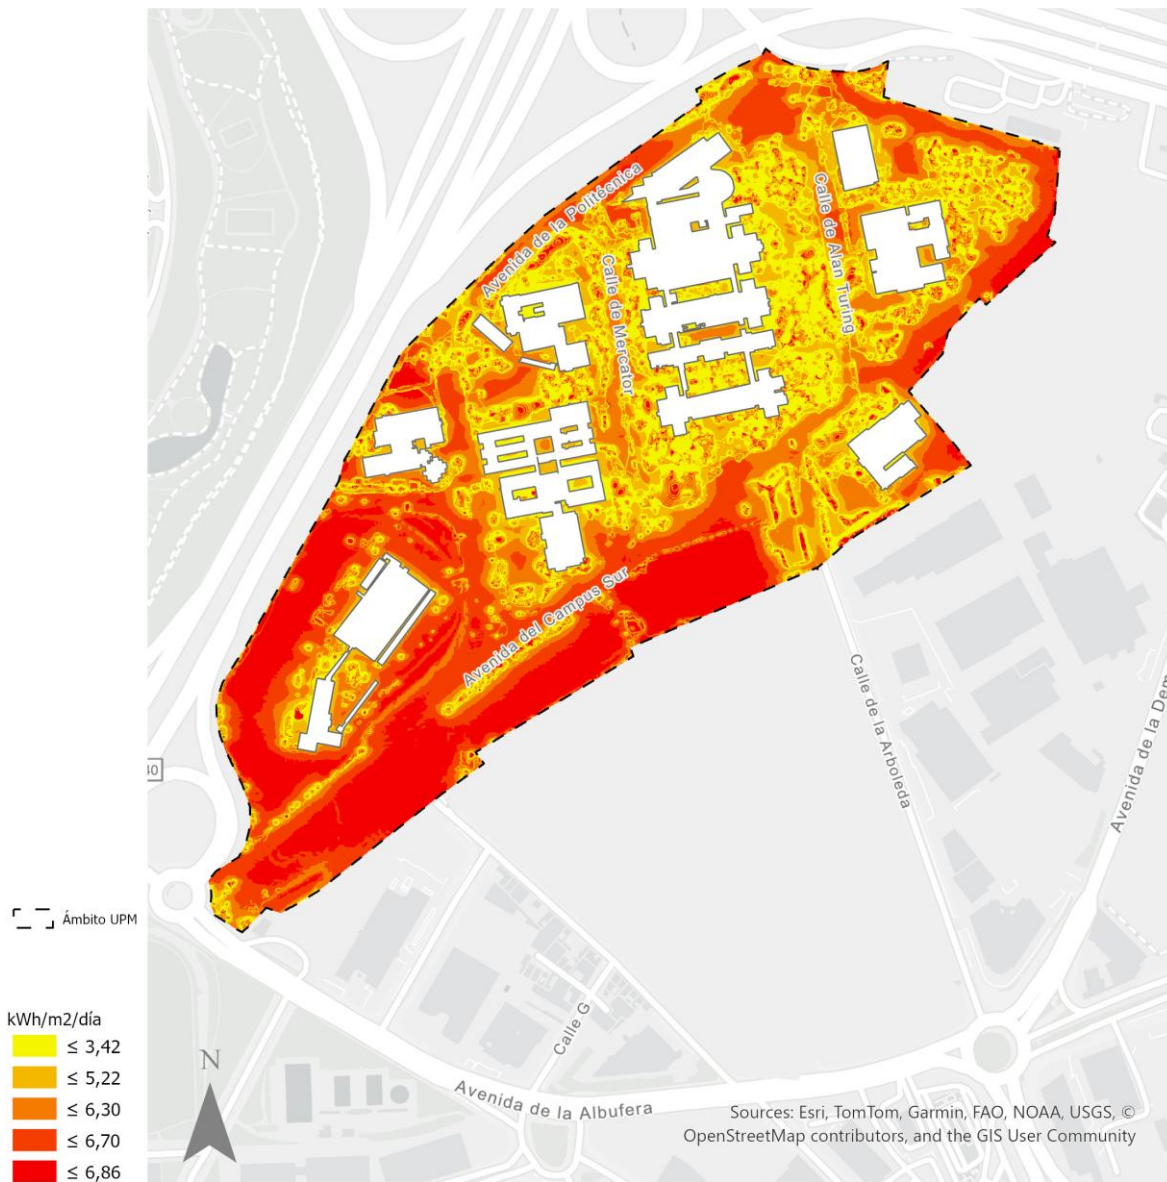 Avenida de la Politécnica
Calle de Mercator
Calle de Alan Turing
Avenida del Campus Sur
Calle de la Arboleda
Avenida de la Dem
Calle G
Avenida de la Albufera
Ámbito UPM
kWh/m2/día
≤ 3,42
≤ 5,22
≤ 6,30
≤ 6,70
≤ 6,86
N
Sources: Esri, TomTom, Garmin, FAO, NOAA, USGS, ©
OpenStreetMap contributors, and the GIS User Community